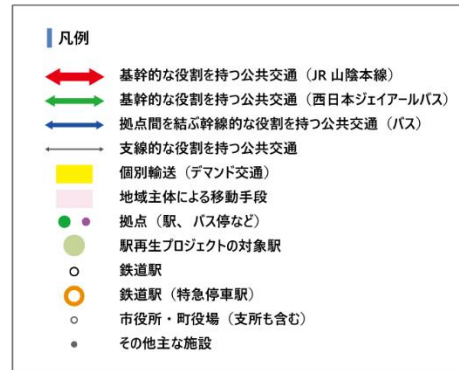 凡例
基幹的な役割を持つ公共交通（JR 山陰本線）
基幹的な役割を持つ公共交通（西日本ジェイアールバス）
拠点間を結ぶ幹線的な役割を持つ公共交通（バス）
支線的な役割を持つ公共交通
個別輸送（デマンド交通）
地域主体による移動手段
拠点（駅、バス停など）
駅再生プロジェクトの対象駅
鉄道駅
鉄道駅（特急停車駅）
市役所・町役場（支所も含む）
その他主な施設